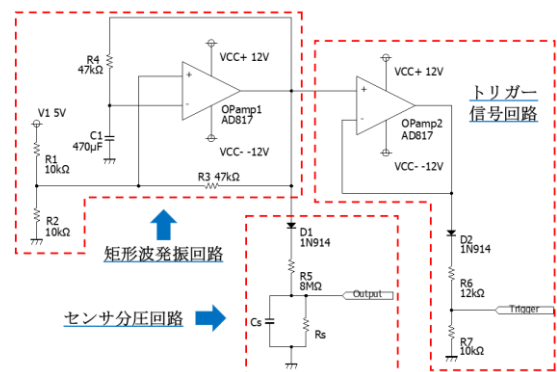 R4
47kΩ
VCC+ 12V
OPamp1
AD817
VCC- -12V
V1 5V
C1
470μF
R1
10kΩ
R3 47kΩ
R2
10kΩ
矩形波発振回路
VCC+ 12V
OPamp2
AD817
VCC- -12V
トリガー
信号回路
D1
1N914
R5
8MΩ
Output
Cs
Rs
センサ分圧回路
D2
1N914
R6
12kΩ
Trigger
R7
10kΩ